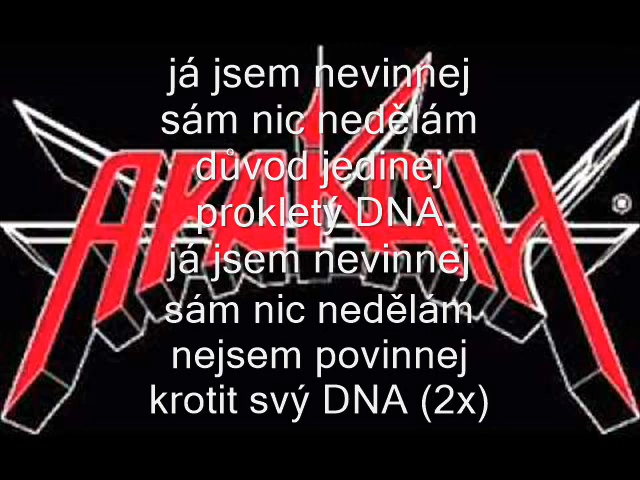 já jsem nevinnej
sám nic nedělám
důvod jedinej
prokletý DNA
já jsem nevinnej
sám nic nedělám
nejsem povinnej
krotit svý DNA (2x)
ARAKAIN ®